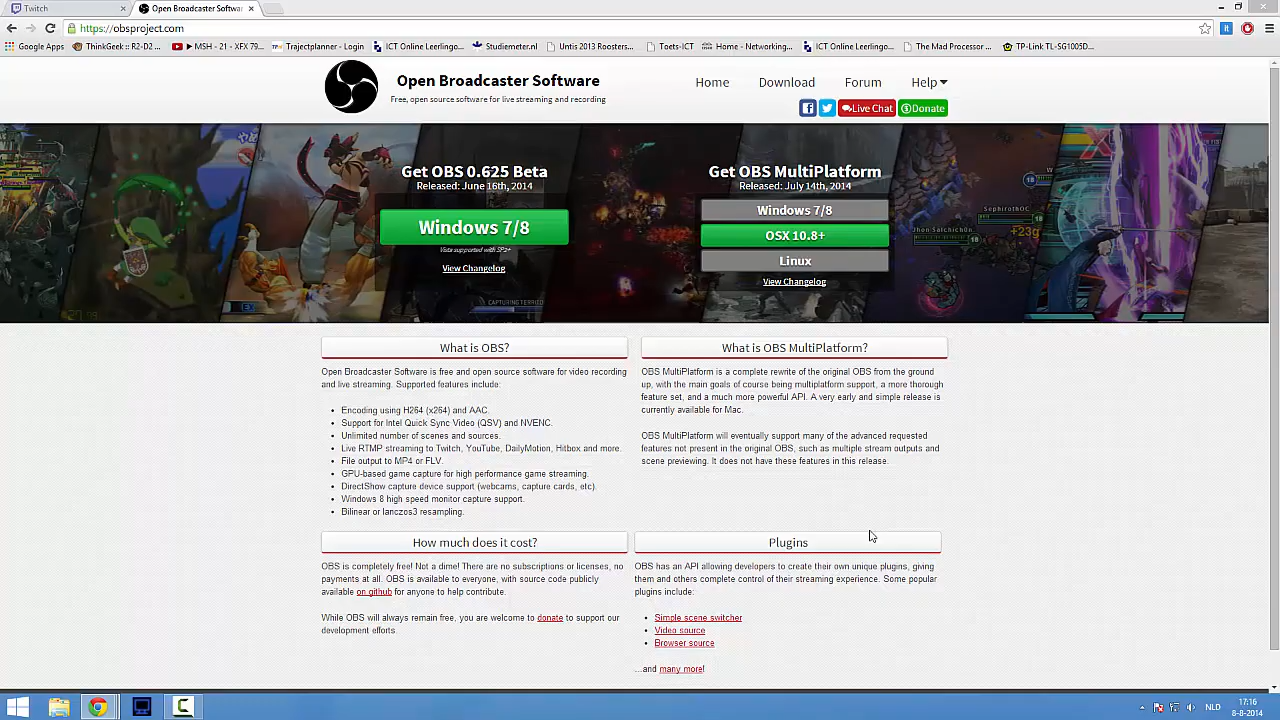 Twitch
Open Broadcaster Softwar
https://obsproject.com
Google Apps
ThinkGeek :: R2-D2 ...
MSH - 21 - XFX 79...
Trajectplanner - Login
ICT Online Leerlingo...
Studiemeter.nl
Untis 2013 Roosters...
Toets-ICT
Home - Networking...
ICT Online Leerlingo...
The Mad Processor ...
TP-Link TL-SG1005D...
Open Broadcaster Software
Free, open source software for live streaming and recording
Home
Download
Forum
Help
Live Chat
Donate
Get OBS 0.625 Beta
Released: June 16th, 2014
Windows 7/8
Vista supported with SP2+
View Changelog
Get OBS MultiPlatform
Released: July 14th, 2014
Windows 7/8
OSX 10.8+
Linux
View Changelog
SephirothOC
18
18
18
+23g
EX
CAPTURING TERRITO
What is OBS?
Open Broadcaster Software is free and open source software for video recording
and live streaming. Supported features include:
Encoding using H264 (x264) and AAC.
Support for Intel Quick Sync Video (QSV) and NVENC.
Unlimited number of scenes and sources.
Live RTMP streaming to Twitch, YouTube, DailyMotion, Hitbox and more.
File output to MP4 or FLV.
GPU-based game capture for high performance game streaming.
DirectShow capture device support (webcams, capture cards, etc).
Windows 8 high speed monitor capture support.
Bilinear or lanczos3 resampling.
What is OBS MultiPlatform?
OBS MultiPlatform is a complete rewrite of the original OBS from the ground
up, with the main goals of course being multiplatform support, a more thorough
feature set, and a much more powerful API. A very early and simple release is
currently available for Mac.
OBS MultiPlatform will eventually support many of the advanced requested
features not present in the original OBS, such as multiple stream outputs and
scene previewing. It does not have these features in this release.
How much does it cost?
OBS is completely free! Not a dime! There are no subscriptions or licenses, no
payments at all. OBS is available to everyone, with source code publicly
available on github for anyone to help contribute.
While OBS will always remain free, you are welcome to donate to support our
development efforts.
Plugins
OBS has an API allowing developers to create their own unique plugins, giving
them and others complete control of their streaming experience. Some popular
plugins include:
Simple scene switcher
Video source
Browser source
...and many more!
NLD
17:16
8-8-2014